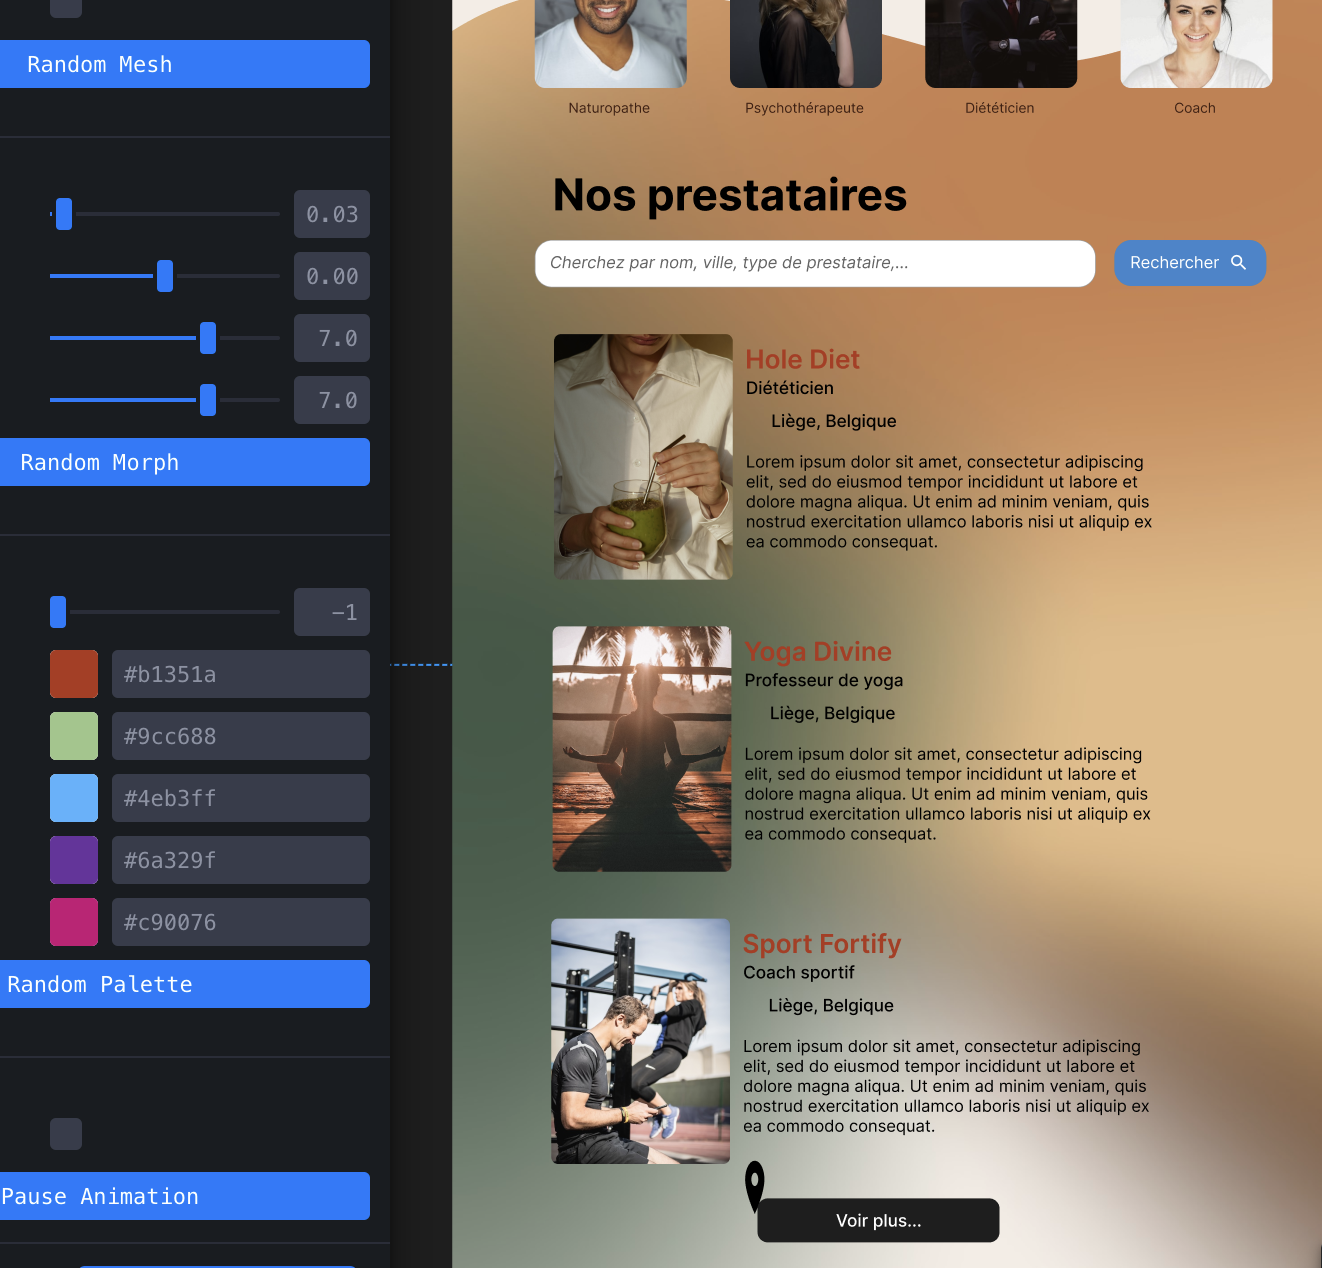 Random Mesh
0.03
0.00
7.0
7.0
Random Morph
-1
#b1351a
#9cc688
#4eb3ff
#6a329f
#c90076
Random Palette
Pause Animation
Naturopathe
Psychothérapeute
Diététicien
Coach
Nos prestataires
Cherchez par nom, ville, type de prestataire,...
Rechercher
Hole Diet
Diététicien
Liège, Belgique
Lorem ipsum dolor sit amet, consectetur adipiscing
elit, sed do eiusmod tempor incididunt ut labore et
dolore magna aliqua. Ut enim ad minim veniam, quis
nostrud exercitation ullamco laboris nisi ut aliquip ex
ea commodo consequat.
Yoga Divine
Professeur de yoga
Liège, Belgique
Lorem ipsum dolor sit amet, consectetur adipiscing
elit, sed do eiusmod tempor incididunt ut labore et
dolore magna aliqua. Ut enim ad minim veniam, quis
nostrud exercitation ullamco laboris nisi ut aliquip ex
ea commodo consequat.
Sport Fortify
Coach sportif
Liège, Belgique
Lorem ipsum dolor sit amet, consectetur adipiscing
elit, sed do eiusmod tempor incididunt ut labore et
dolore magna aliqua. Ut enim ad minim veniam, quis
nostrud exercitation ullamco laboris nisi ut aliquip ex
ea commodo consequat.
Voir plus...